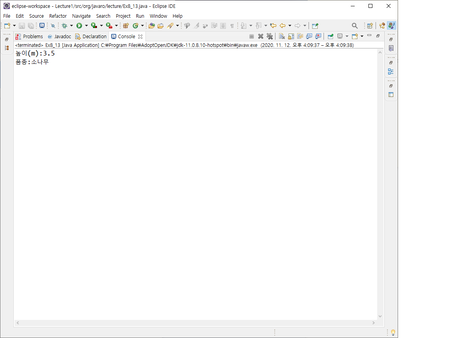 eclipse-workspace - Lecture1/src/org/javaro/lecture/Ex8_13.java - Eclipse IDE
File Edit Source Refactor Navigate Search Project Run Window Help
Problems Javadoc Declaration Console
<terminated> Ex8_13 [Java Application] C:₩Program Files₩AdoptOpenJDK₩jdk-11.0.8.10-hotspot₩bin₩javaw.exe (2020. 11. 12. 오후 4:09:37 – 오후 4:09:38)
높이(m):3.5
품종:소나무